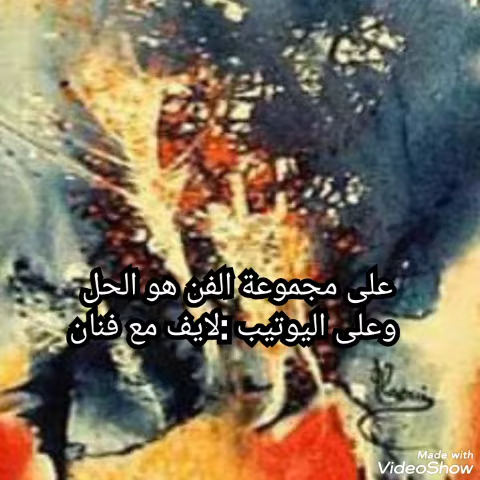 على مجموعة الفن هو الحل
وعلى اليوتيب :لايف مع فنان
Made with
VideoShow